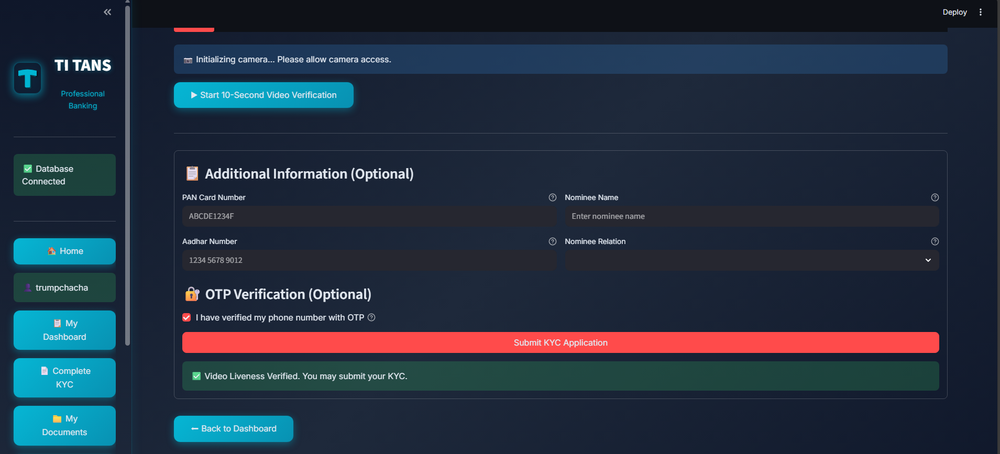 Deploy
TI TANS
Professional
Banking
Database
Connected
Home
trumpchacha
My
Dashboard
Complete
KYC
My
Documents
Initializing camera... Please allow camera access.
Start 10-Second Video Verification
Additional Information (Optional)
PAN Card Number
ABCDE1234F
Nominee Name
Enter nominee name
Aadhar Number
1234 5678 9012
Nominee Relation
OTP Verification (Optional)
I have verified my phone number with OTP
Submit KYC Application
Video Liveness Verified. You may submit your KYC.
Back to Dashboard